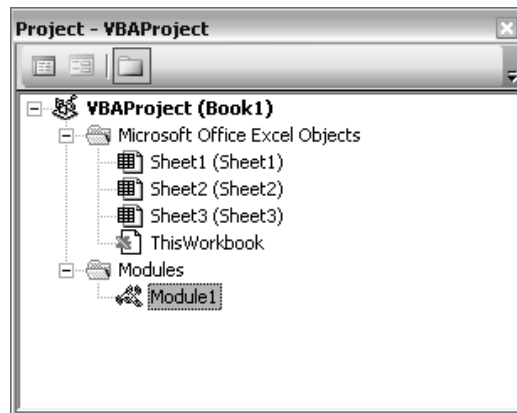 Project - VBAProject
VBAProject (Book1)
Microsoft Office Excel Objects
Sheet1 (Sheet1)
Sheet2 (Sheet2)
Sheet3 (Sheet3)
ThisWorkbook
Modules
Module1